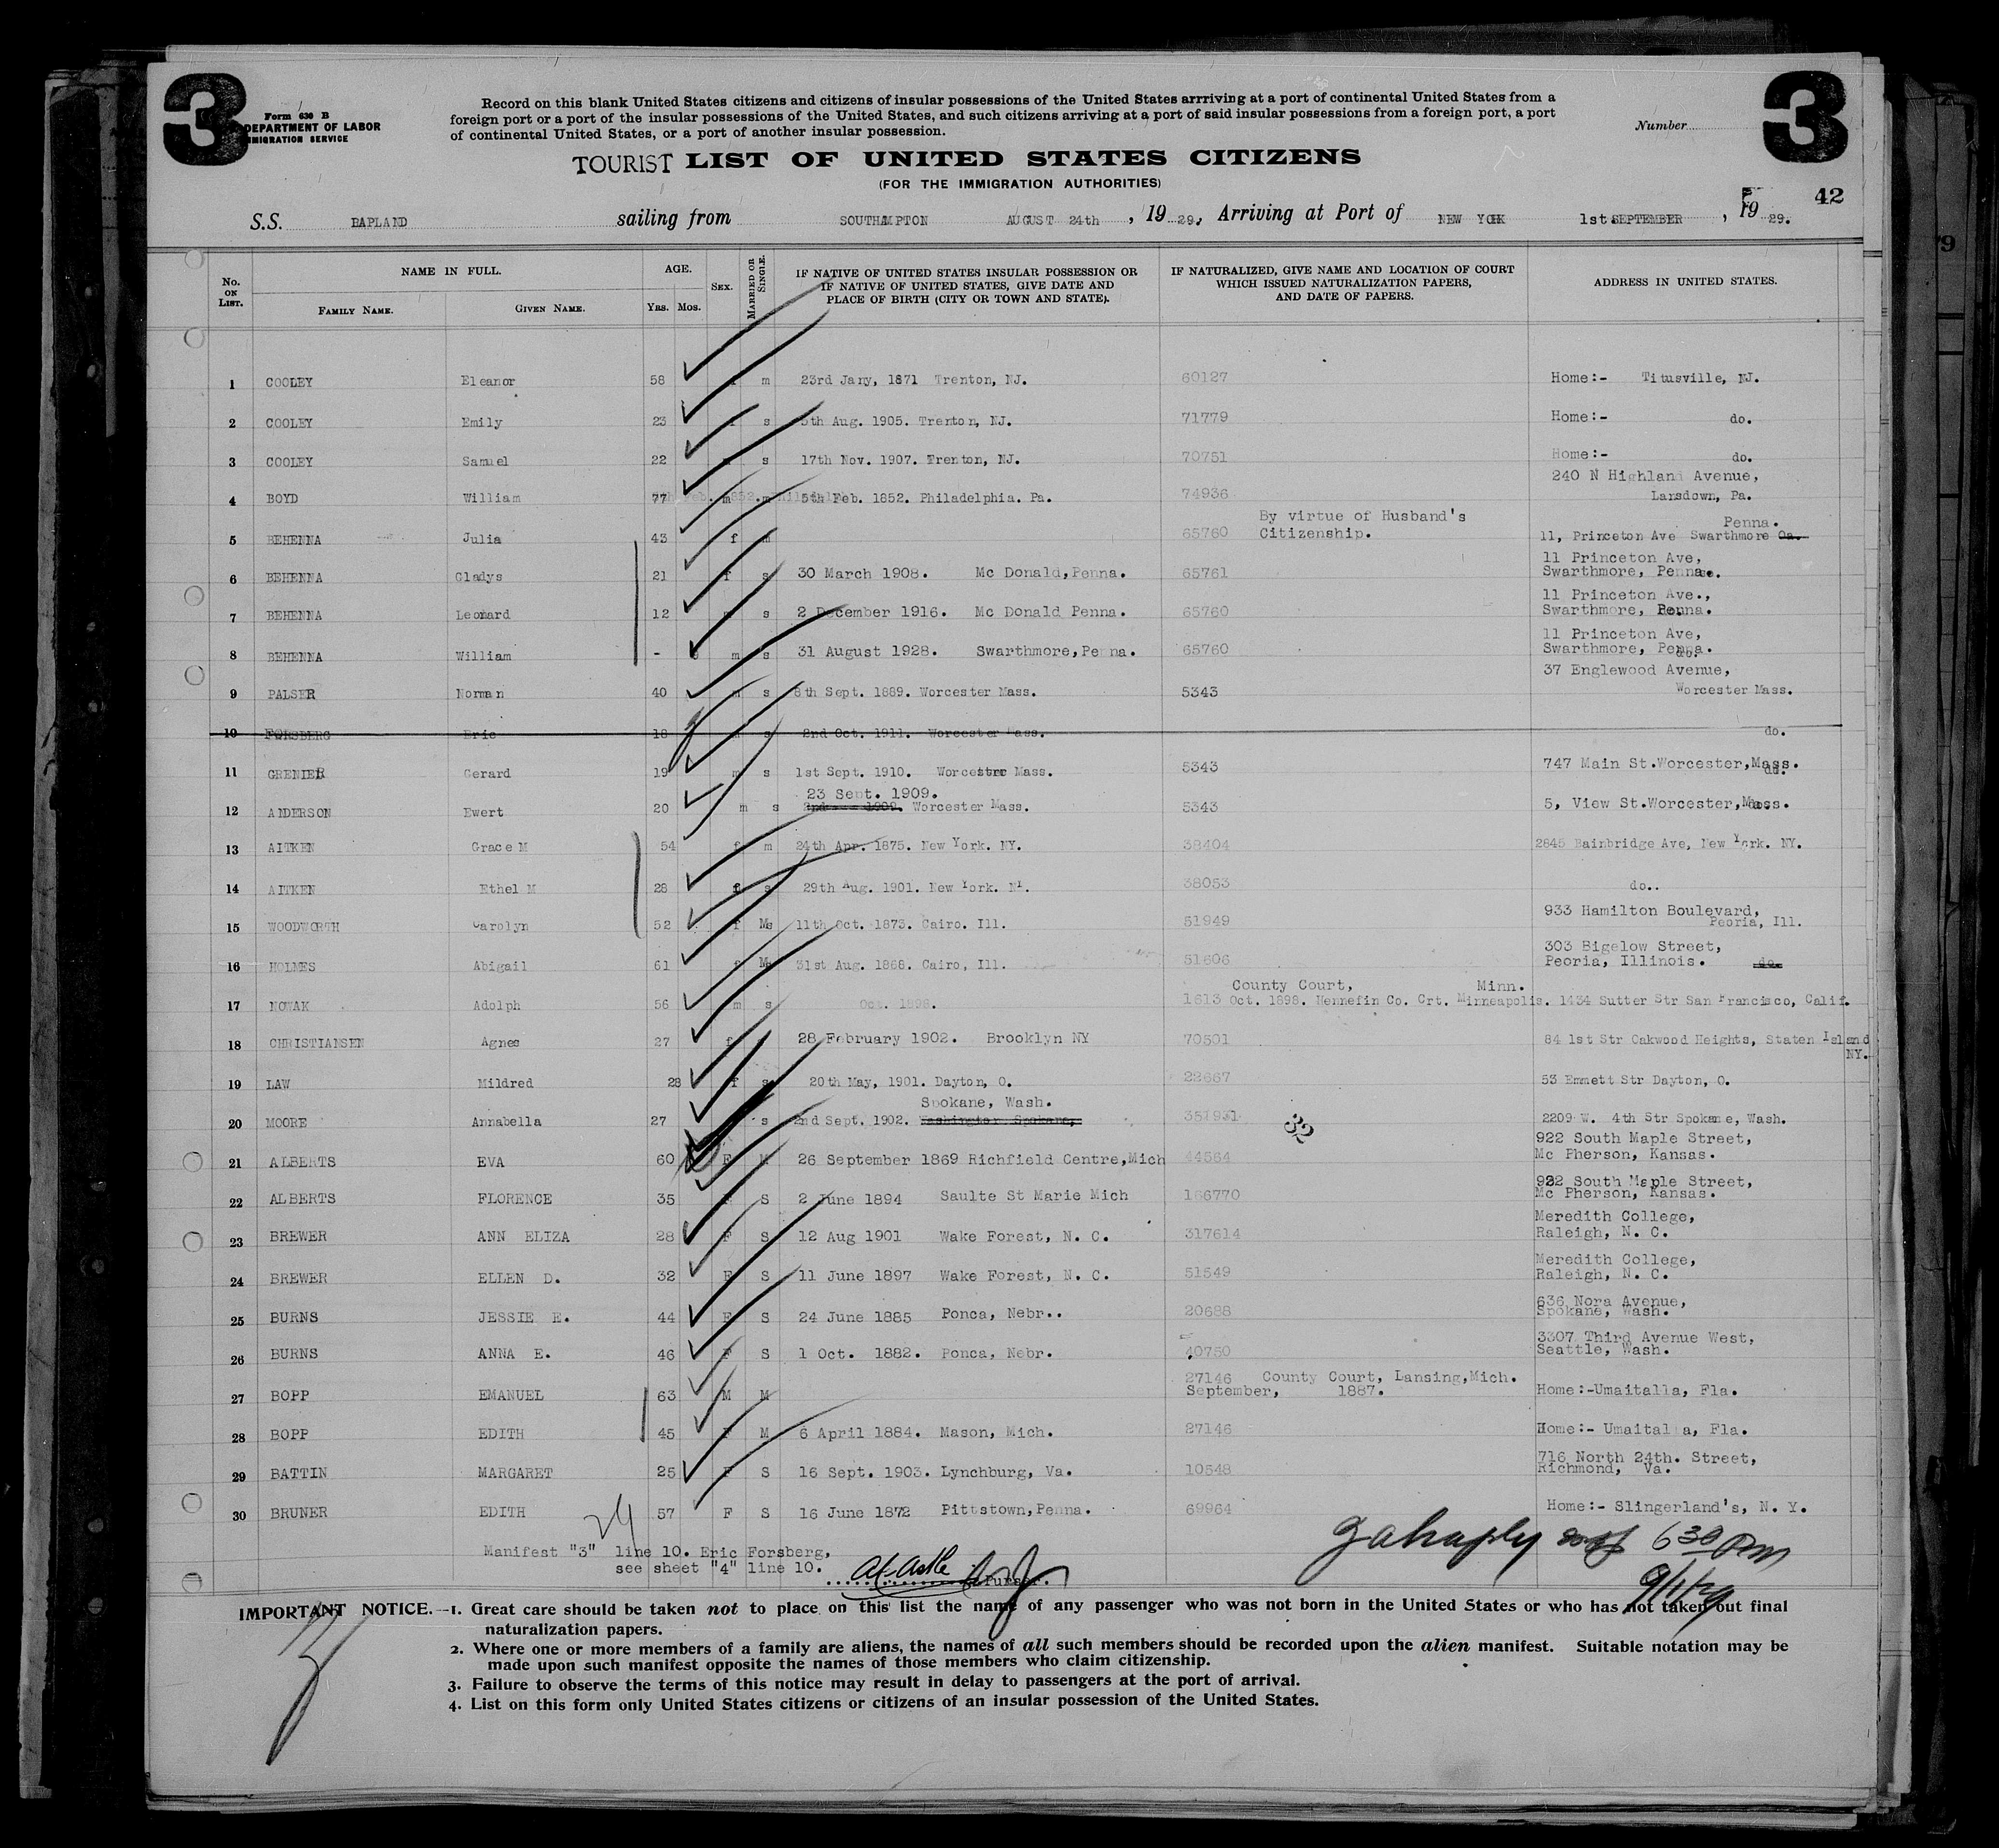 3
3
Form 630 B
DEPARTMENT OF LABOR
IMMIGRATION SERVICE
Record on this blank United States citizens and citizens of insular possessions of the United States arrriving at a port of continental United States from a
foreign port or a port of the insular possessions of the United States, and such citizens arriving at a port of said insular possessions from a foreign port, a port
of continental United States, or a port of another insular possession.
Number
TOURIST LIST OF UNITED STATES CITIZENS
(FOR THE IMMIGRATION AUTHORITIES)
42
S.S. LAPLAND sailing from SOUTHAMPTON AUGUST 24th , 19 29. Arriving at Port of NEW YORK 1st SEPTEMBER , 19 29.
No. ON LIST. NAME IN FULL. FAMILY NAME. GIVEN NAME. AGE. YRS. MOS. SEX. MARRIED OR SINGLE. IF NATIVE OF UNITED STATES INSULAR POSSESSION OR IF NATIVE OF UNITED STATES, GIVE DATE AND PLACE OF BIRTH (CITY OR TOWN AND STATE). IF NATURALIZED, GIVE NAME AND LOCATION OF COURT WHICH ISSUED NATURALIZATION PAPERS, AND DATE OF PAPERS. ADDRESS IN UNITED STATES.
1 COOLEY Eleanor 58 f m 23rd Jany, 1871 Trenton, NJ. 60127 Home:- Titusville, NJ.
2 COOLEY Emily 23 f s 5th Aug. 1905. Trenton, NJ. 71779 Home:- do.
3 COOLEY Samuel 22 s 17th Nov. 1907. Trenton, NJ. 70751 Home:- do.
4 BOYD William 77 m m 5th Feb. 1852. Philadelphia. Pa. 74936 240 N Highland Avenue, Lansdown, Pa.
5 BEHENNA Julia 43 f m 65760 By virtue of Husband's Citizenship. 11, Princeton Ave Swarthmore Penna.
6 BEHENNA Gladys 21 f s 30 March 1908. Mc Donald, Penna. 65761 11 Princeton Ave, Swarthmore, Penna.
7 BEHENNA Leonard 12 s 2 December 1916. Mc Donald Penna. 65760 11 Princeton Ave., Swarthmore, Penna.
8 BEHENNA William - m s 31 August 1928. Swarthmore, Penna. 65760 11 Princeton Ave, Swarthmore, Penna.
9 PALSER Norman 40 m s 8th Sept. 1889. Worcester Mass. 5343 37 Englewood Avenue, Worcester Mass.
10 FORSBERG Eric 18 m s 2nd Oct. 1911. Worcester Mass. do.
11 GRENIER Gerard 19 m s 1st Sept. 1910. Worcester Mass. 5343 747 Main St. Worcester, Mass.
12 ANDERSON Ewert 20 m s 23 Sept. 1909. Worcester Mass. 5343 5, View St. Worcester, Mass.
13 AITKEN Grace M 54 f m 24th Apr. 1875. New York. NY. 38404 2645 Bainbridge Ave, New York. NY.
14 AITKEN Ethel M 28 f s 29th Aug. 1901. New York. NY. 38053 do..
15 WOODWORTH Carolyn 52 f 11th Oct. 1873. Cairo. Ill. 51949 933 Hamilton Boulevard, Peoria, Ill.
16 HOLMES Abigail 61 f 31st Aug. 1868. Cairo, Ill. 51606 303 Bigelow Street, Peoria, Illinois. do.
17 NOWAK Adolph 56 m s Oct. 1898. County Court, Minn. 1613 Oct. 1898. Hennefin Co. Crt. Minneapolis. 1434 Sutter Str San Francisco, Calif.
18 CHRISTIANSEN Agnes 27 f 28 February 1902. Brooklyn NY 70501 84 1st Str Oakwood Heights, Staten Island NY.
19 LAW Mildred 28 f s 20th May, 1901. Dayton, O. 22667 53 Emmett Str Dayton, O.
20 MOORE Annabella 27 s 2nd Sept. 1902. Spokane, Wash. Washington Spokane, 351931 2209 W. 4th Str Spokane, Wash.
32
21 ALBERTS EVA 60 F M 26 September 1869 Richfield Centre, Mich 44564 922 South Maple Street, Mc Pherson, Kansas.
22 ALBERTS FLORENCE 35 F S 2 June 1894 Saulte St Marie Mich 166770 922 South Maple Street, Mc Pherson, Kansas.
23 BREWER ANN ELIZA 28 F S 12 Aug 1901 Wake Forest, N. C. 317614 Meredith College, Raleigh, N. C.
24 BREWER ELLEN D. 32 F S 11 June 1897 Wake Forest, N. C. 51549 Meredith College, Raleigh, N. C.
25 BURNS JESSIE E. 44 F S 24 June 1885 Ponca, Nebr.. 20688 636 Nora Avenue, Spokane, Wash.
26 BURNS ANNA E. 46 F S 1 Oct. 1882. Ponca, Nebr. 40750 3307 Third Avenue West, Seattle, Wash.
27 BOPP EMANUEL 63 M M 27146 County Court, Lansing, Mich. September, 1887. Home:-Umaitalla, Fla.
28 BOPP EDITH 45 F M 6 April 1884. Mason, Mich. 27146 Home:- Umaitalla, Fla.
29 BATTIN MARGARET 25 F S 16 Sept. 1903. Lynchburg, Va. 10548 716 North 24th. Street, Richmond, Va.
30 BRUNER EDITH 57 F S 16 June 1872 Pittstown, Penna. 69964 Home:- Slingerland's, N. Y.
29
Manifest "3" line 10. Eric Forsberg,
see sheet "4" line 10.
Purser.
6 30 Pm
9/1/29
IMPORTANT NOTICE.—1. Great care should be taken not to place on this list the name of any passenger who was not born in the United States or who has not taken out final
naturalization papers.
2. Where one or more members of a family are aliens, the names of all such members should be recorded upon the alien manifest. Suitable notation may be
made upon such manifest opposite the names of those members who claim citizenship.
3. Failure to observe the terms of this notice may result in delay to passengers at the port of arrival.
4. List on this form only United States citizens or citizens of an insular possession of the United States.